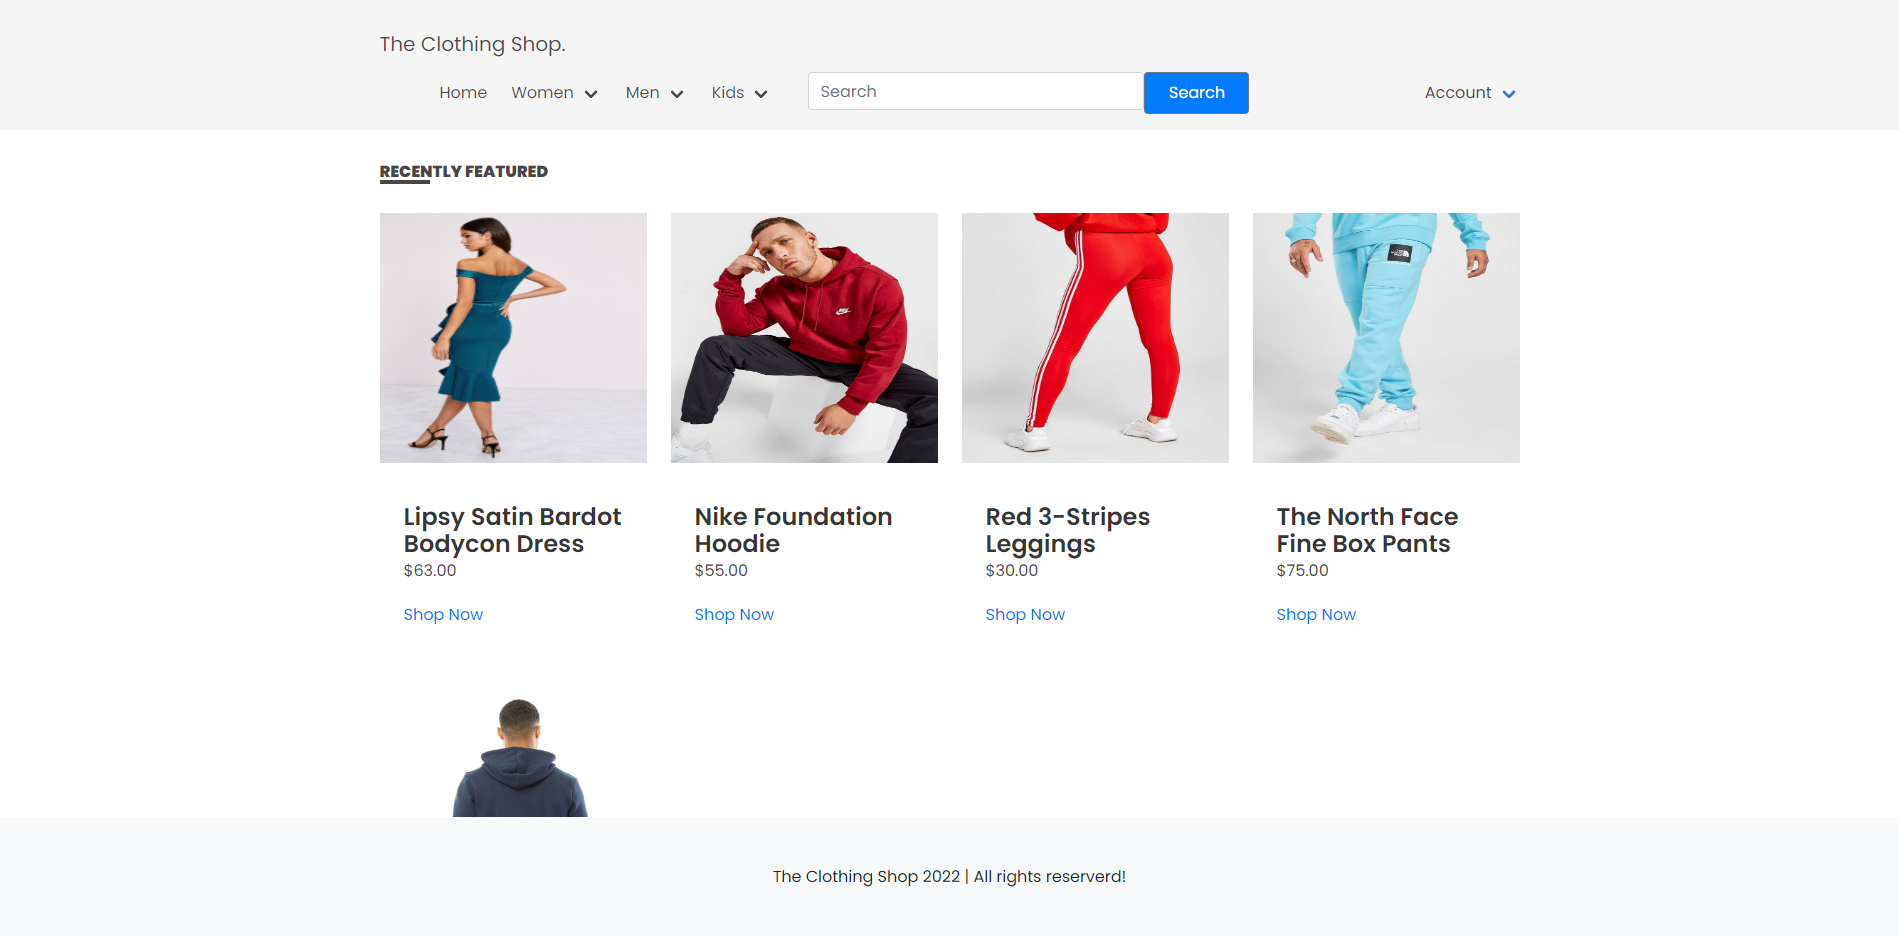 The Clothing Shop.
Home Women Men Kids Search Search Account
RECENTLY FEATURED
Lipsy Satin Bardot
Bodycon Dress
$63.00
Shop Now
Nike Foundation
Hoodie
$55.00
Shop Now
Red 3-Stripes
Leggings
$30.00
Shop Now
The North Face
Fine Box Pants
$75.00
Shop Now
The Clothing Shop 2022 | All rights reserverd!